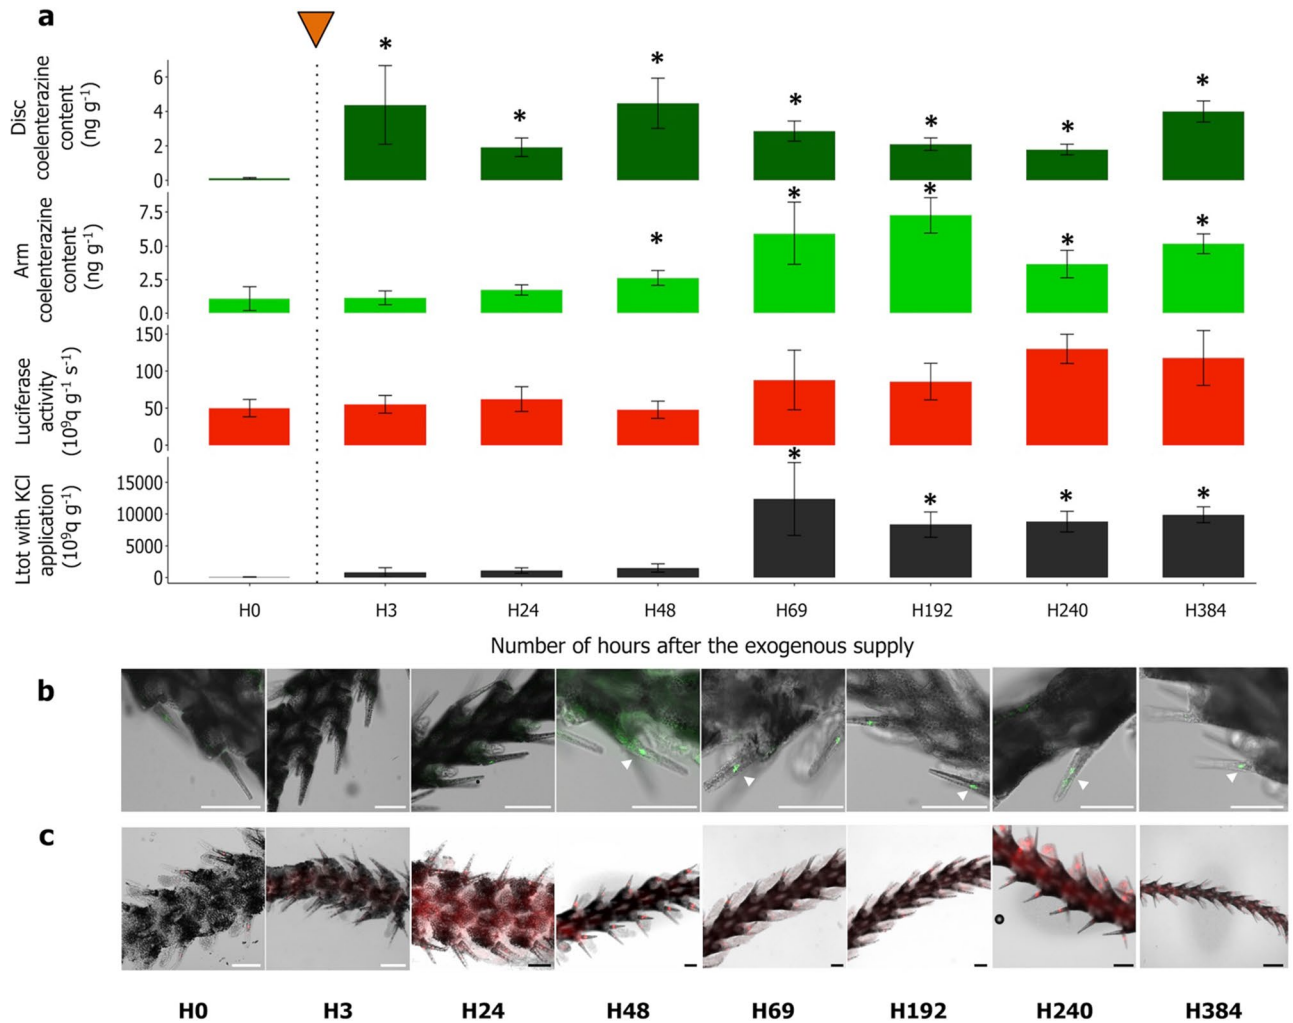 a
Disc
coelenterazine
content
(ng g⁻¹)
6
4
2
0
* * * * * * *
Arm
coelenterazine
content
(ng g⁻¹)
7.5
5.0
2.5
0.0
* * * * *
Luciferase
activity
(10⁹q g⁻¹ s⁻¹)
150
100
50
0
Ltot with KCl
application
(10⁹q g⁻¹)
15000
10000
5000
0
* * * *
H0 H3 H24 H48 H69 H192 H240 H384
Number of hours after the exogenous supply
b
c
H0 H3 H24 H48 H69 H192 H240 H384